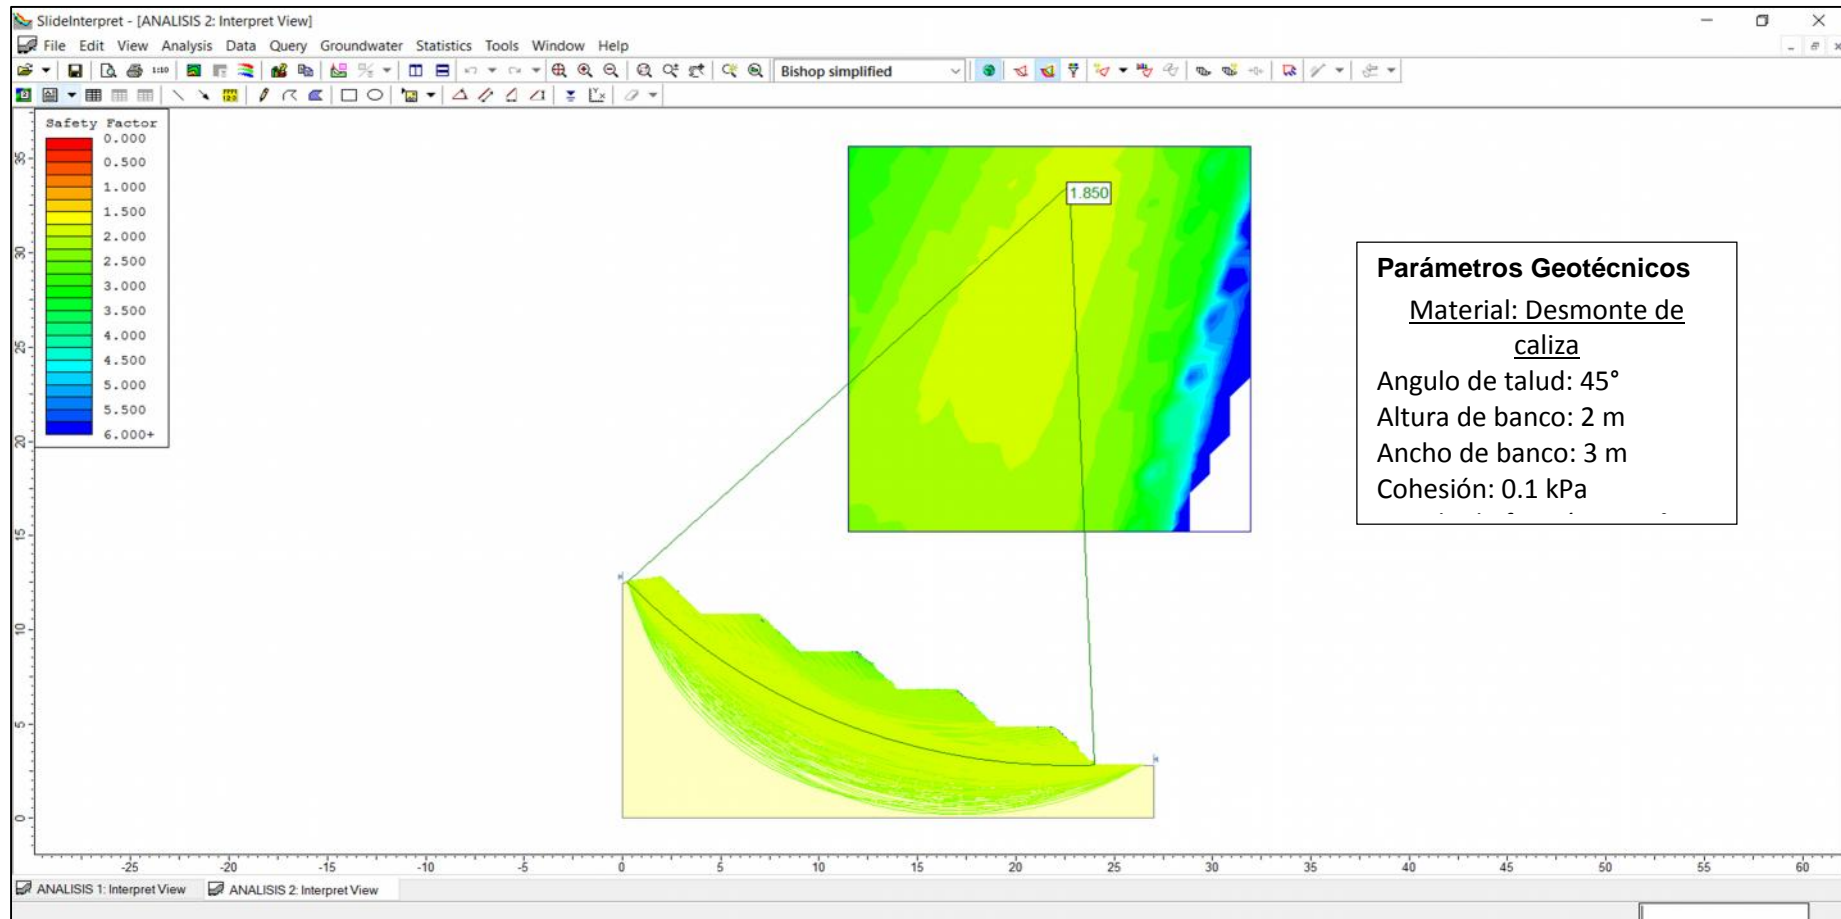 SlideInterpret - [ANALISIS 2: Interpret View]
File Edit View Analysis Data Query Groundwater Statistics Tools Window Help
1:10
Bishop simplified
Safety Factor
0.000
0.500
1.000
1.500
2.000
2.500
3.000
3.500
4.000
4.500
5.000
5.500
6.000+
1.850
Parámetros Geotécnicos
Material: Desmonte de
caliza
Angulo de talud: 45°
Altura de banco: 2 m
Ancho de banco: 3 m
Cohesión: 0.1 kPa
35
30
25
20
15
10
5
0
-25 -20 -15 -10 -5 0 5 10 15 20 25 30 35 40 45 50 55 60
ANALISIS 1: Interpret View ANALISIS 2: Interpret View